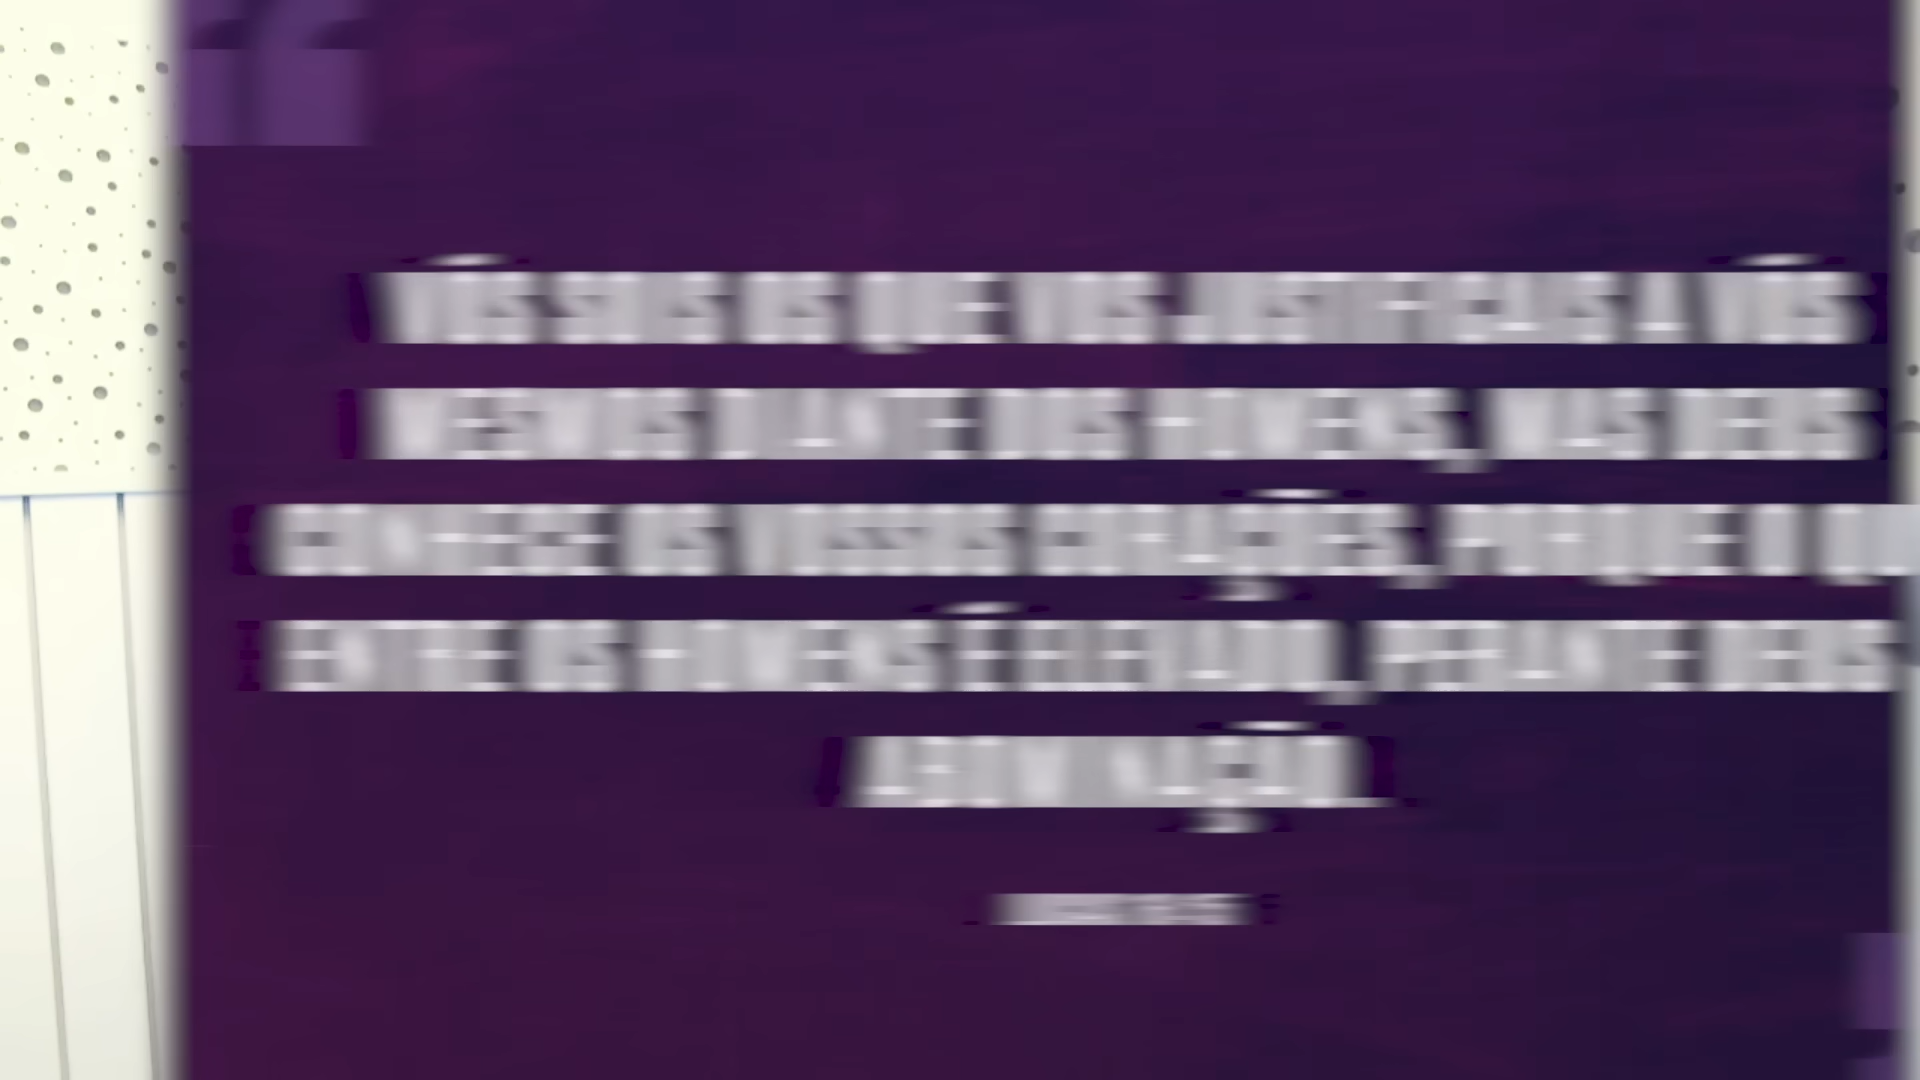 VÓS SOIS OS QUE VOS JUSTIFICAIS A VÓS
MESMOS DIANTE DOS HOMENS, MAS DEUS
CONHECE OS VOSSOS CORAÇÕES, PORQUE O QUE
ENTRE OS HOMENS É ELEVADO, PERANTE DEUS
ABOMINAÇÃO